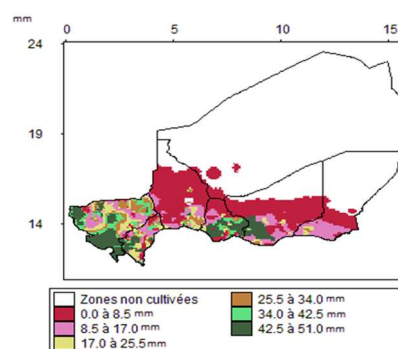 mm
0 5 10 15
24
19
14
Zones non cultivées
0.0 à 8.5 mm
8.5 à 17.0 mm
17.0 à 25.5 mm
25.5 à 34.0 mm
34.0 à 42.5 mm
42.5 à 51.0 mm